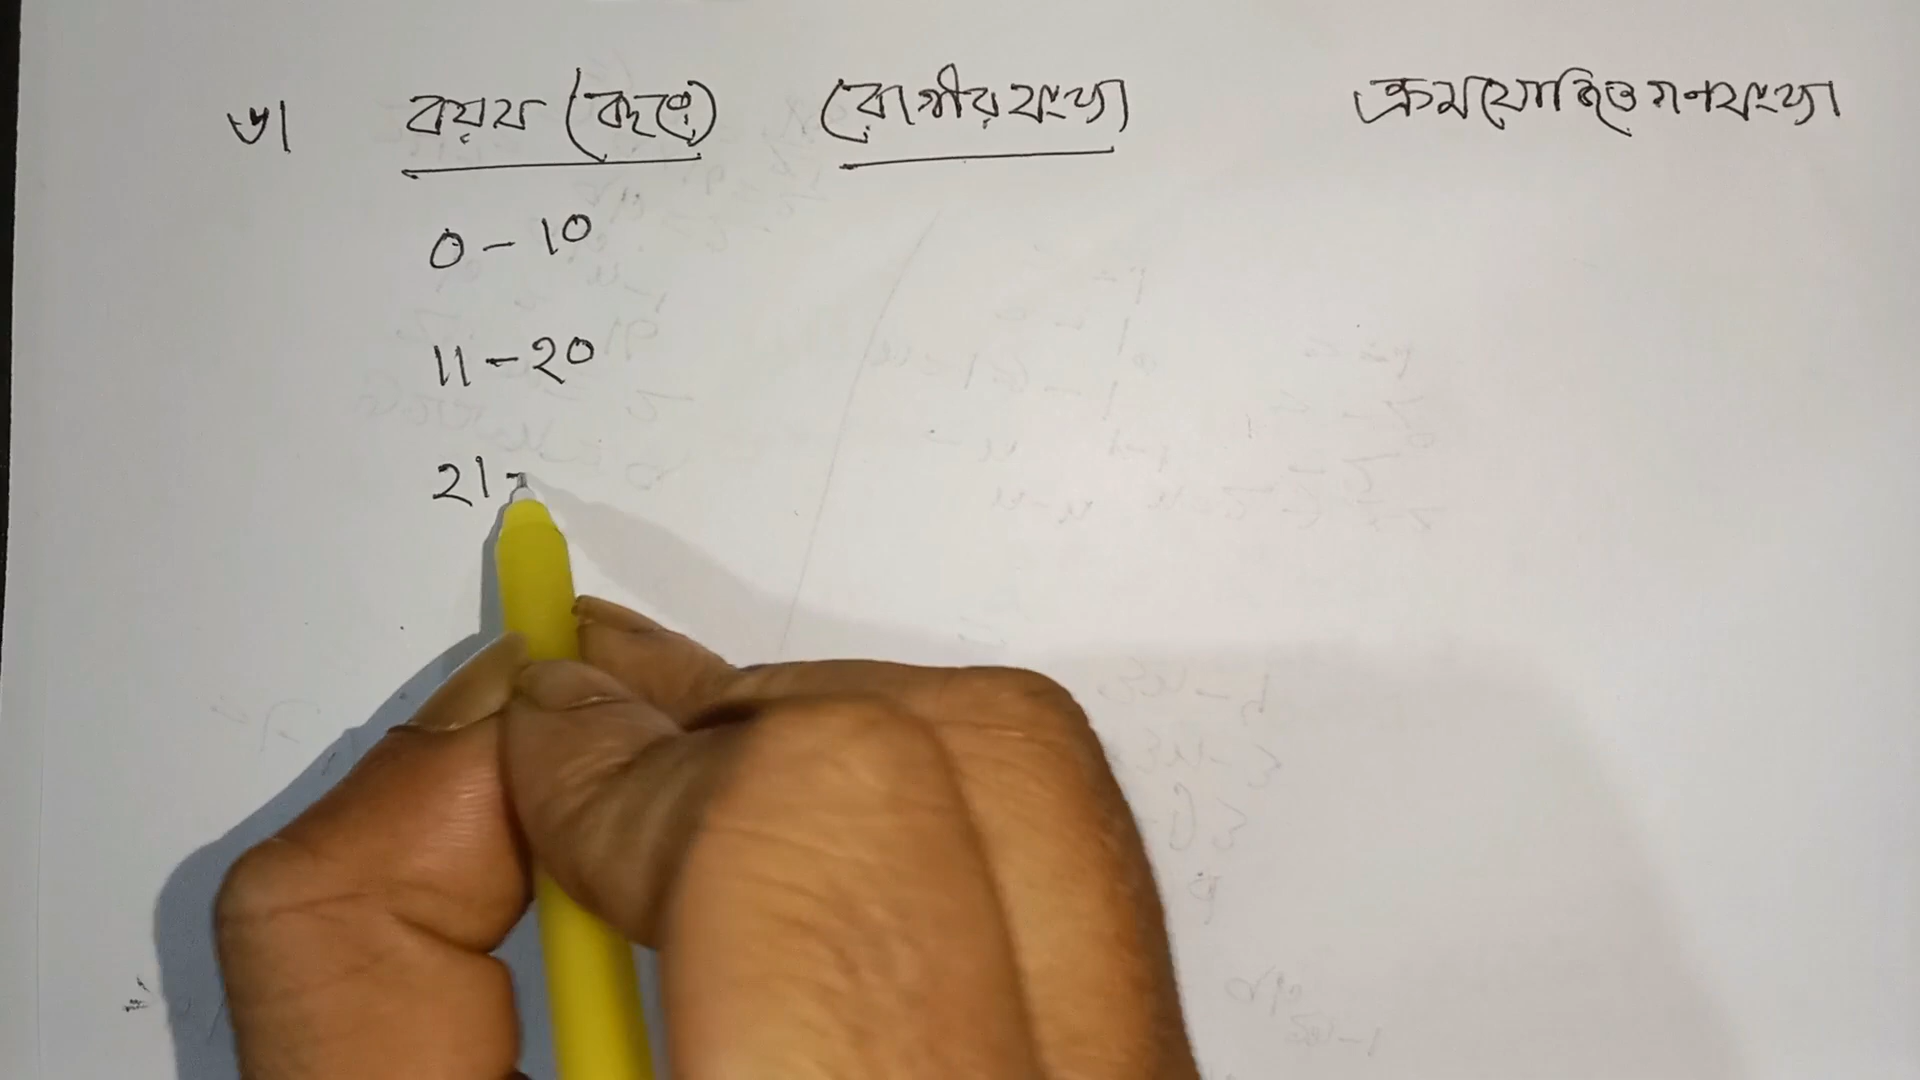 ৬। বয়স (বছরে) রোগীর সংখ্যা ক্রমযোজিত গণসংখ্যা
0 - 10
11 - 20
21 -